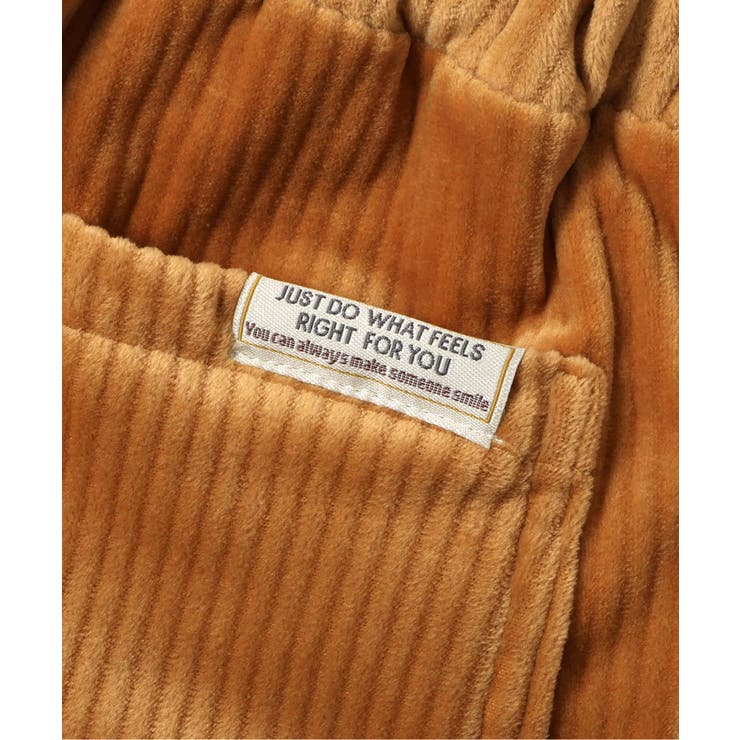 JUST DO WHAT FEELS
RIGHT FOR YOU
You can always make someone smile